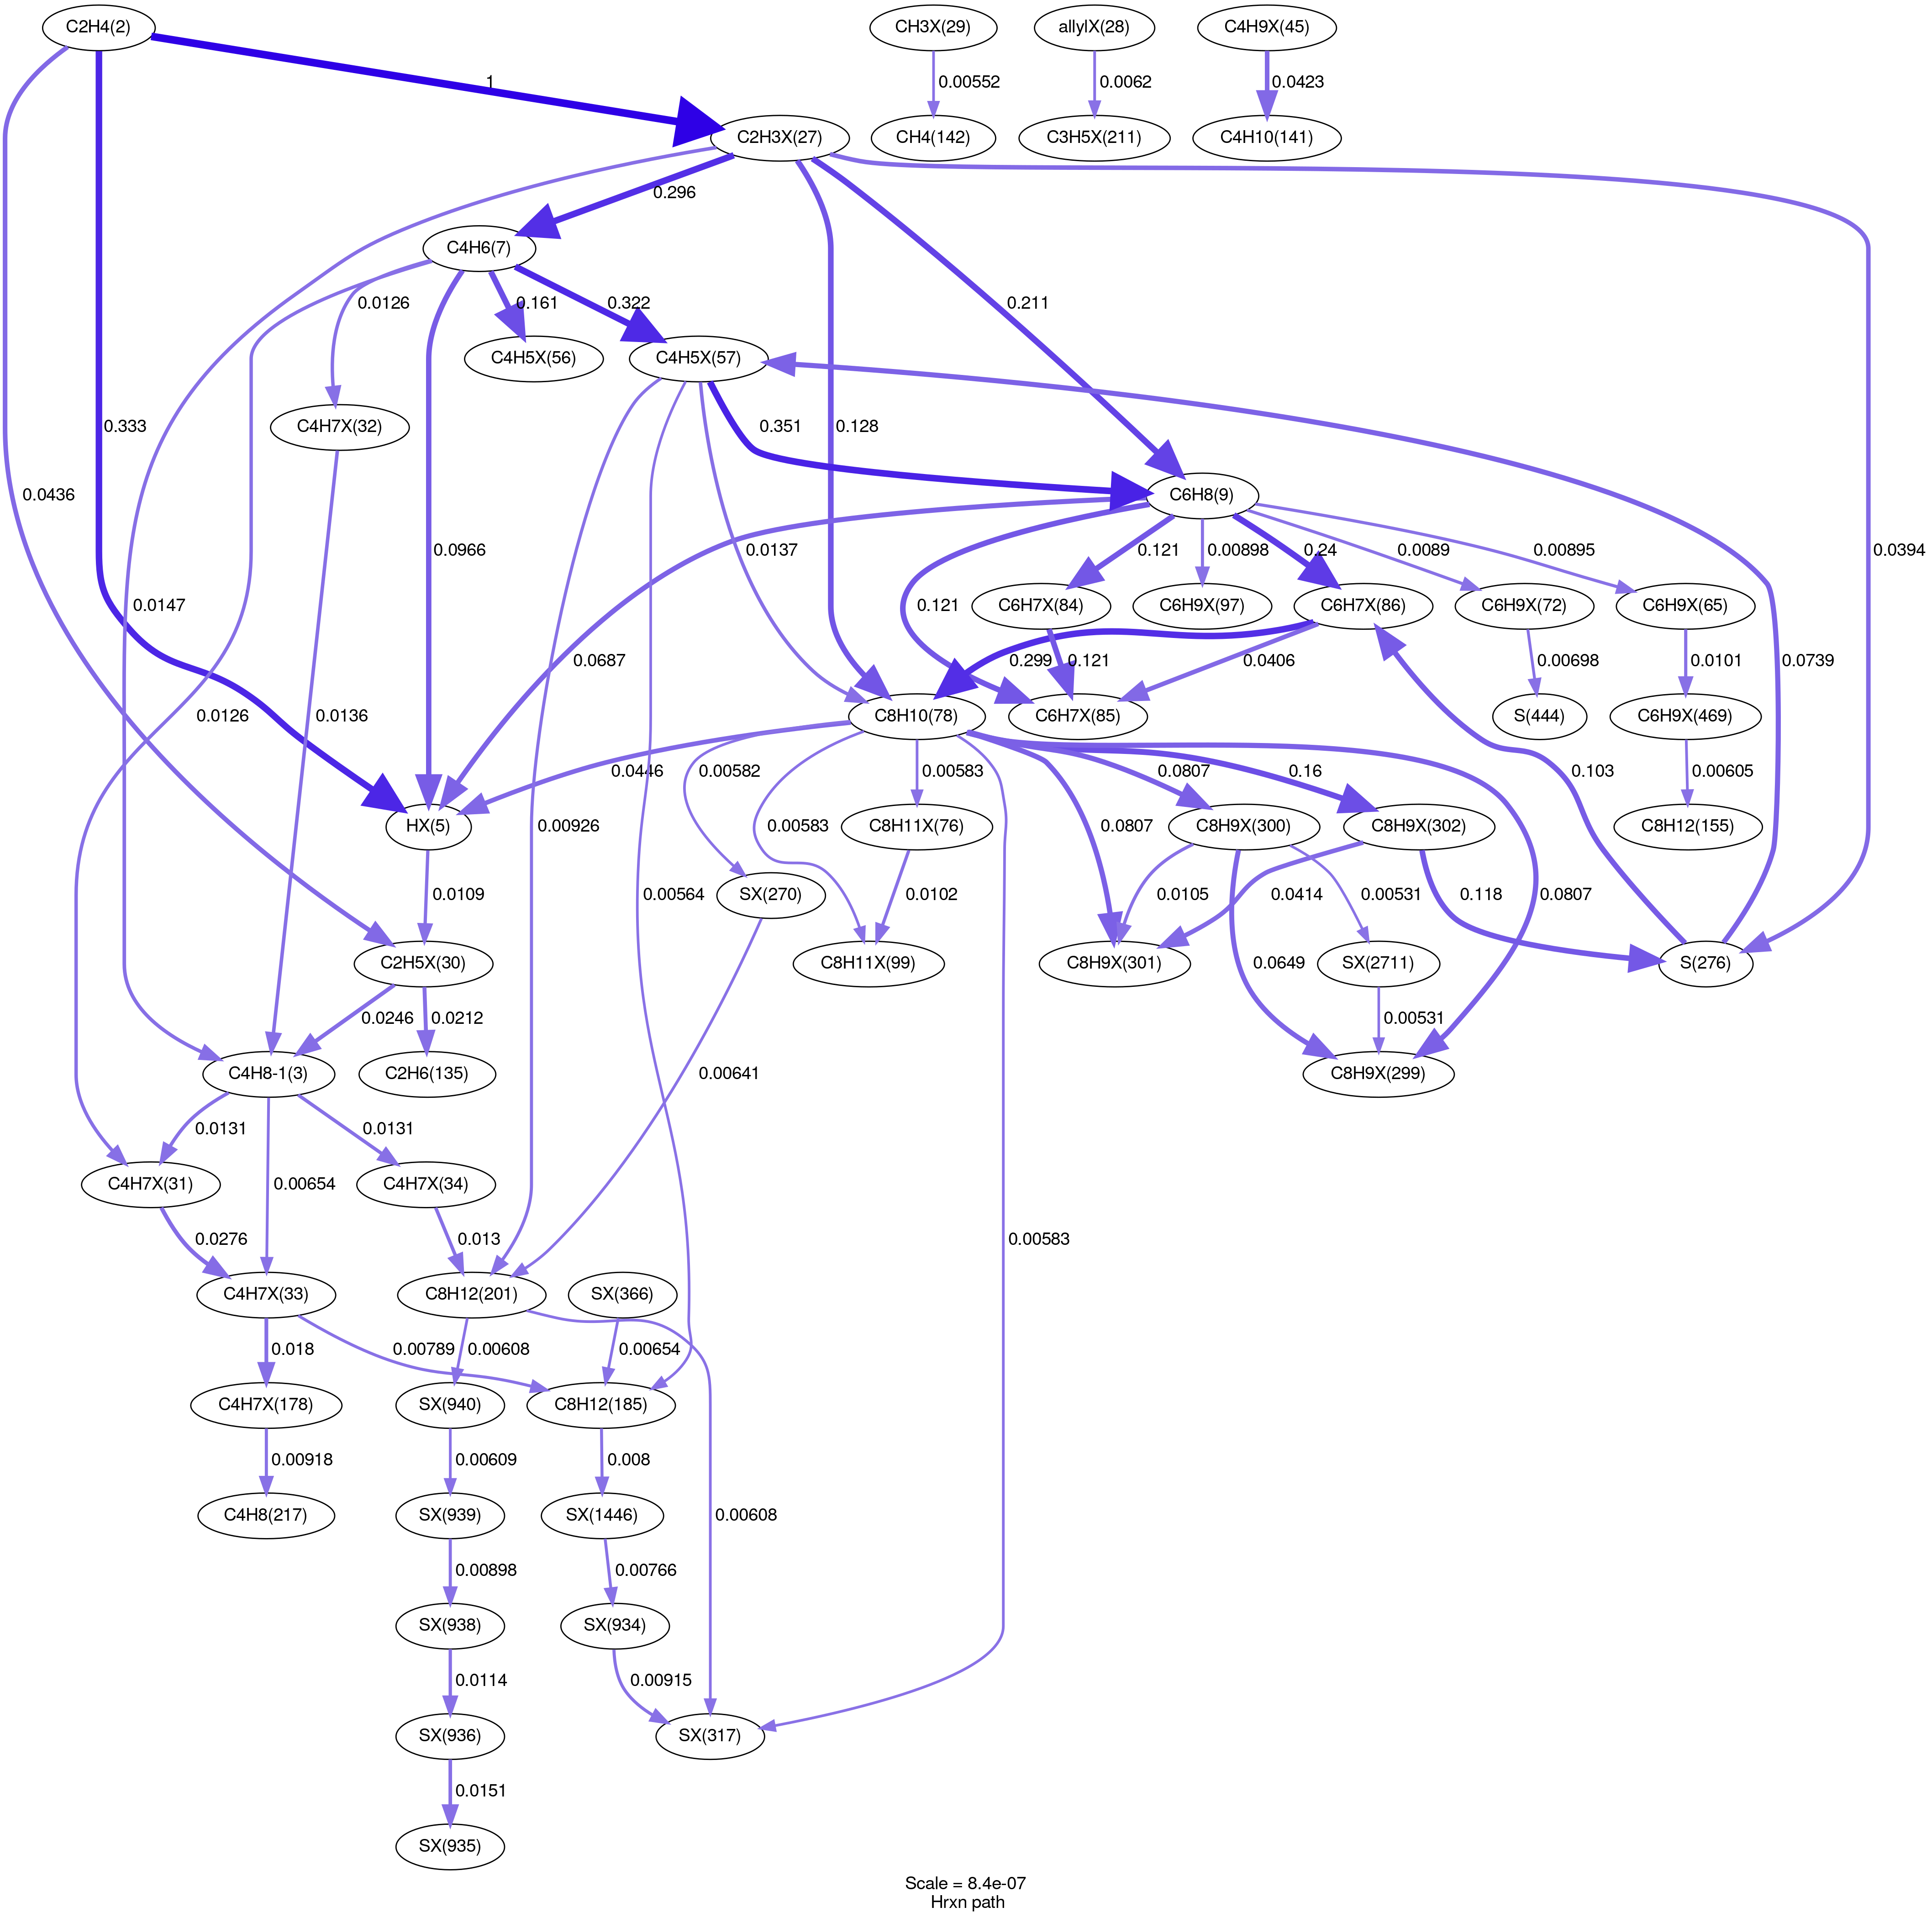 C2H4(2)
CH3X(29)
allylX(28)
C4H9X(45)
1
0.00552
0.0062
0.0423
C2H3X(27)
CH4(142)
C3H5X(211)
C4H10(141)
0.296
C4H6(7)
0.0126
0.161
0.322
0.211
C4H5X(56)
C4H5X(57)
C4H7X(32)
0.333
0.351
0.128
0.0436
C6H8(9)
0.0147
0.0966
0.0137
0.121
0.00898
0.24
0.0089
0.00895
0.0394
0.121
C6H7X(84)
C6H9X(97)
C6H7X(86)
C6H9X(72)
C6H9X(65)
0.0126
0.0136
0.0687
0.299
0.121
0.0406
0.00698
0.0101
0.0739
C8H10(78)
C6H7X(85)
S(444)
C6H9X(469)
0.0446
0.00582
0.00583
0.0807
0.16
0.103
0.00605
HX(5)
0.00926
0.00583
C8H11X(76)
0.0807
C8H9X(300)
C8H9X(302)
C8H12(155)
0.0109
0.00564
SX(270)
0.0102
0.0105
0.0414
0.00531
0.118
0.0807
C2H5X(30)
C8H11X(99)
C8H9X(301)
0.0649
SX(2711)
S(276)
0.0246
0.0212
0.00531
C4H8-1(3)
C2H6(135)
0.00641
C8H9X(299)
0.0131
0.0131
C4H7X(31)
0.00654
C4H7X(34)
0.0276
0.013
0.00583
C4H7X(33)
C8H12(201)
SX(366)
0.018
0.00789
0.00608
0.00654
C4H7X(178)
SX(940)
C8H12(185)
0.00918
0.00609
0.008
C4H8(217)
SX(939)
SX(1446)
0.00608
0.00898
0.00766
SX(938)
SX(934)
0.0114
0.00915
SX(936)
SX(317)
0.0151
SX(935)
Scale = 8.4e-07
Hrxn path